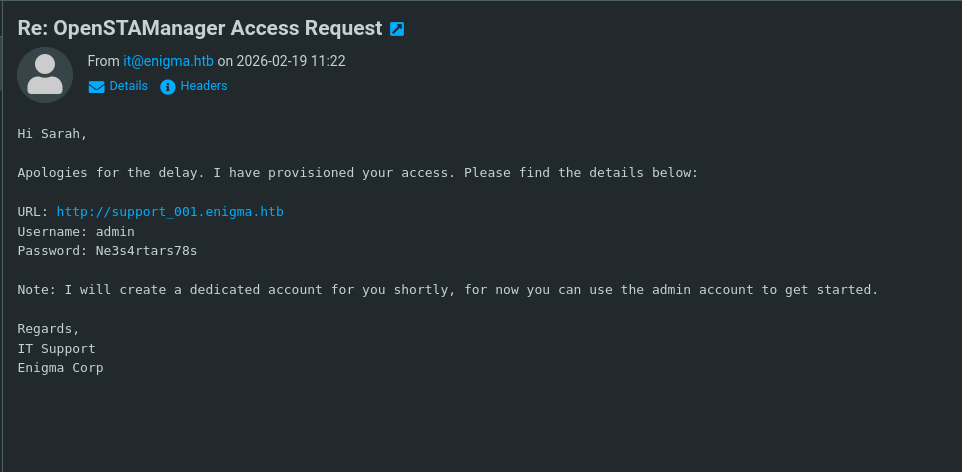 Re: OpenSTAManager Access Request
From it@enigma.htb on 2026-02-19 11:22
Details Headers
Hi Sarah,
Apologies for the delay. I have provisioned your access. Please find the details below:
URL: http://support_001.enigma.htb
Username: admin
Password: Ne3s4rtars78s
Note: I will create a dedicated account for you shortly, for now you can use the admin account to get started.
Regards,
IT Support
Enigma Corp